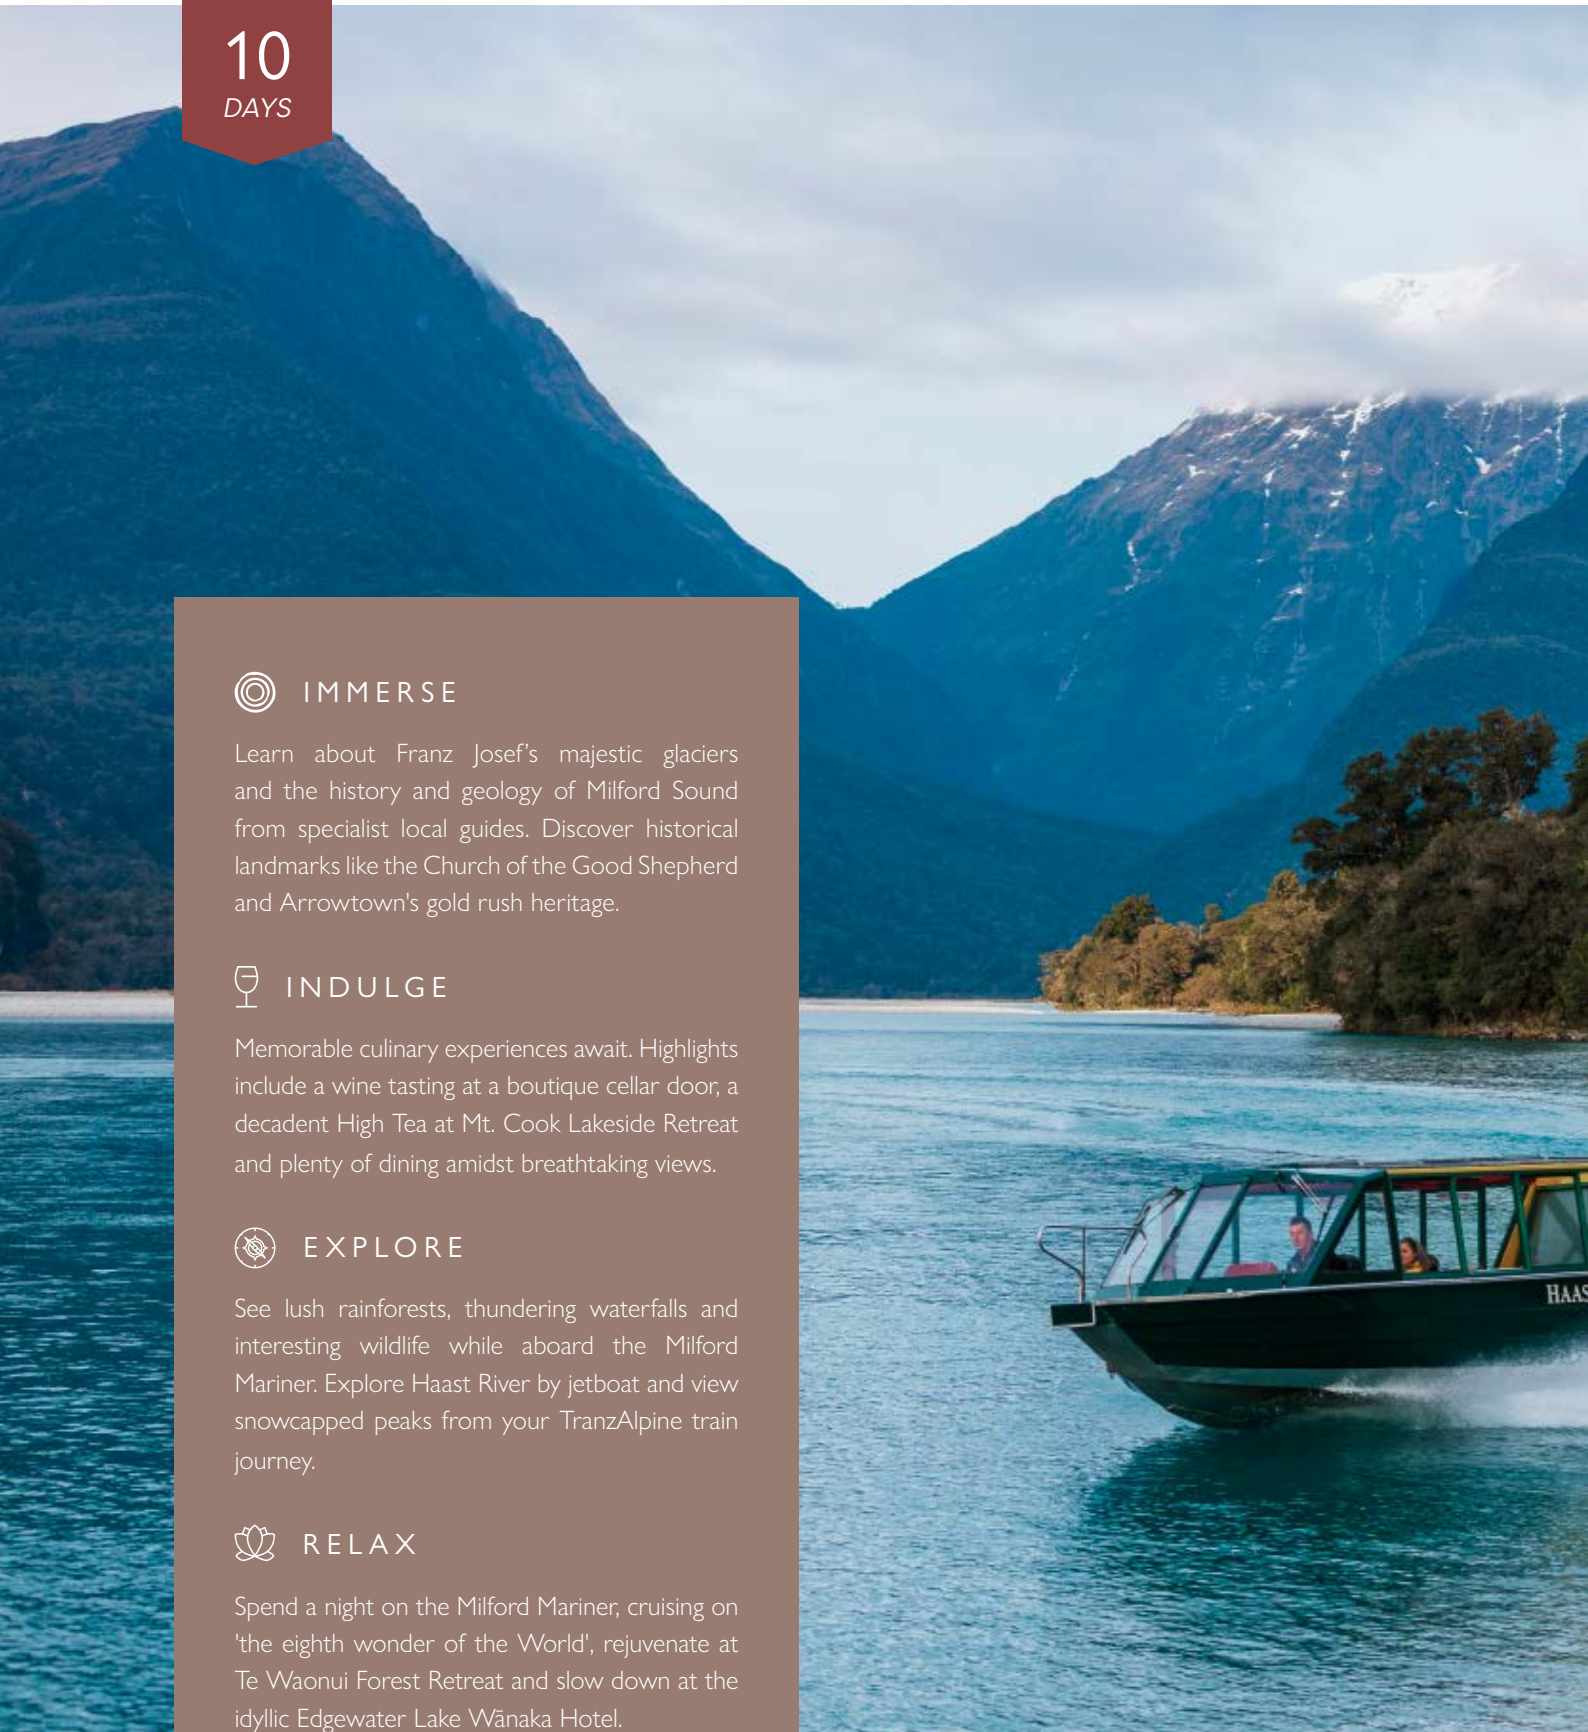 10
DAYS
IMMERSE
Learn about Franz Josef’s majestic glaciers
and the history and geology of Milford Sound
from specialist local guides. Discover historical
landmarks like the Church of the Good Shepherd
and Arrowtown's gold rush heritage.
INDULGE
Memorable culinary experiences await. Highlights
include a wine tasting at a boutique cellar door, a
decadent High Tea at Mt. Cook Lakeside Retreat
and plenty of dining amidst breathtaking views.
EXPLORE
See lush rainforests, thundering waterfalls and
interesting wildlife while aboard the Milford
Mariner. Explore Haast River by jetboat and view
snowcapped peaks from your TranzAlpine train
journey.
HAAS
RELAX
Spend a night on the Milford Mariner, cruising on
'the eighth wonder of the World', rejuvenate at
Te Waonui Forest Retreat and slow down at the
idyllic Edgewater Lake Wānaka Hotel.